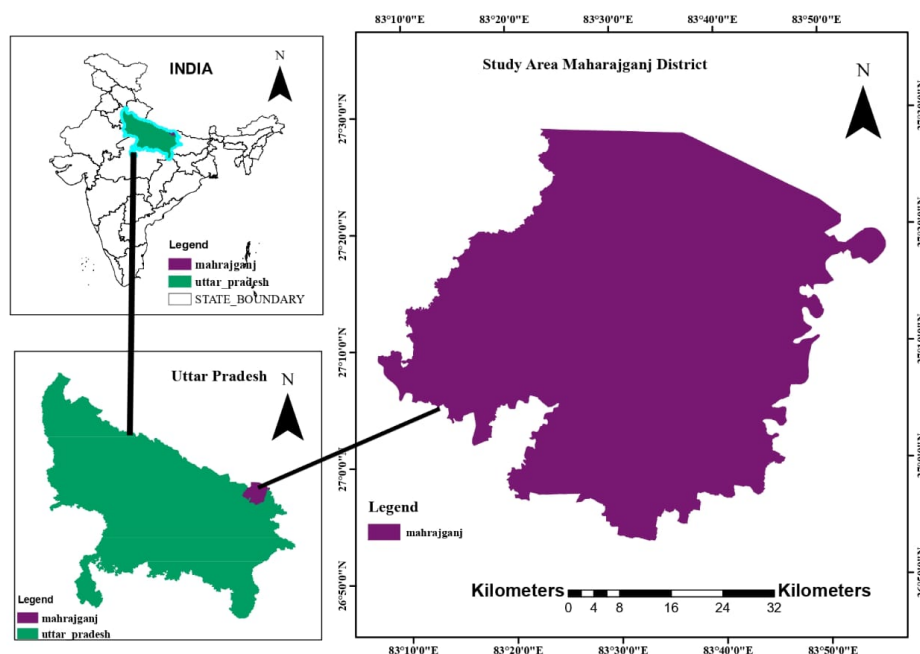 INDIA
N
Legend
mahrajganj
uttar_pradesh
STATE_BOUNDARY
Uttar Pradesh
N
Legend
mahrajganj
uttar_pradesh
83°10'0"E 83°20'0"E 83°30'0"E 83°40'0"E 83°50'0"E
Study Area Maharajganj District
N
27°30'0"N
27°20'0"N
27°10'0"N
27°0'0"N
26°50'0"N
Legend
mahrajganj
Kilometers Kilometers
0 2 4 8 16 24 32
83°10'0"E 83°20'0"E 83°30'0"E 83°40'0"E 83°50'0"E